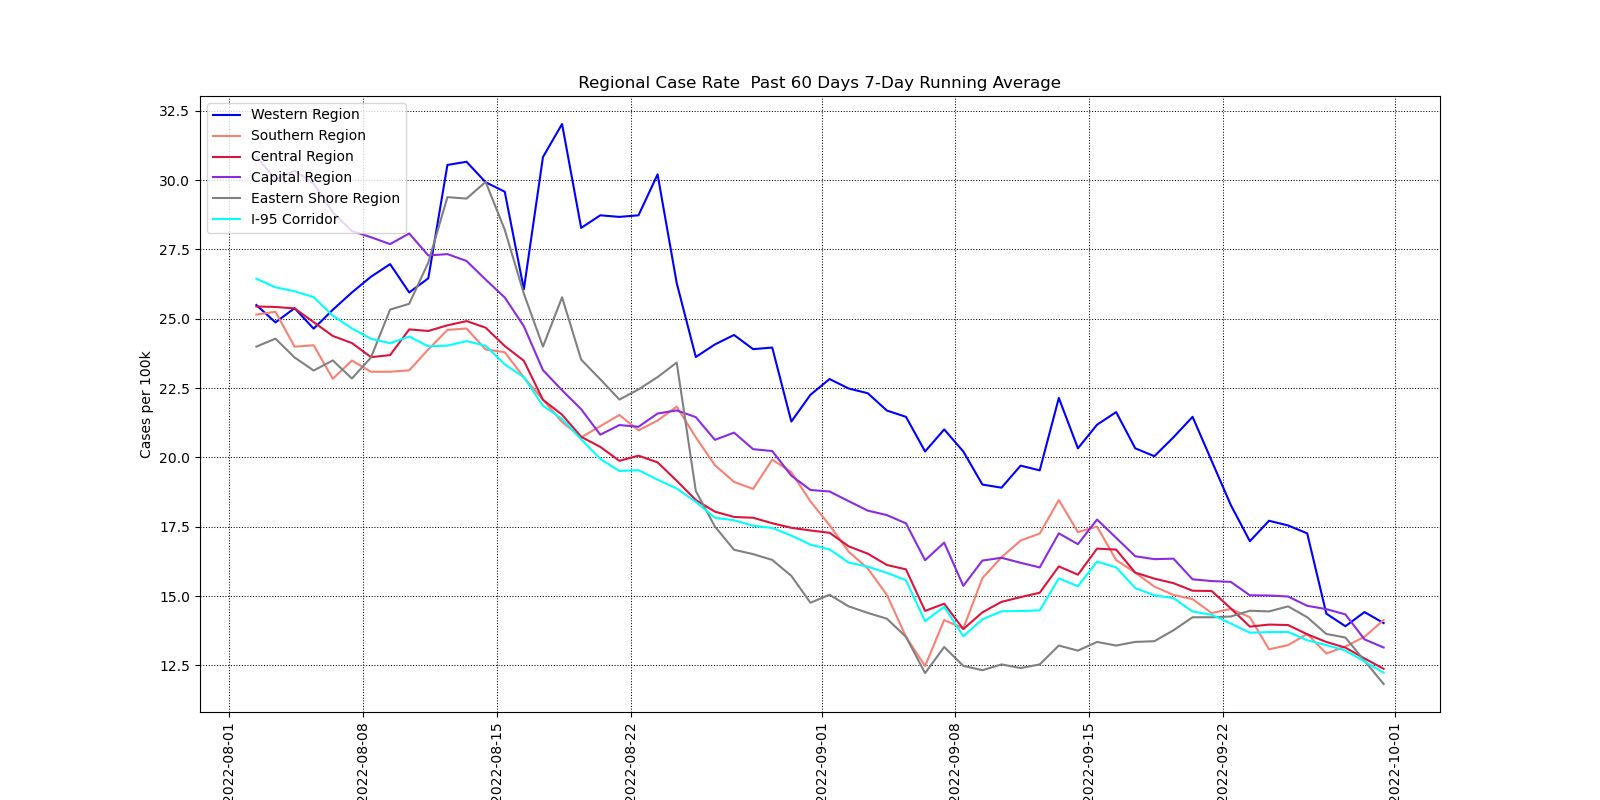 Regional Case Rate  Past 60 Days 7-Day Running Average
32.5
30.0
27.5
25.0
22.5
20.0
17.5
15.0
12.5
Cases per 100k
Western Region
Southern Region
Central Region
Capital Region
Eastern Shore Region
I-95 Corridor
2022-08-01
2022-08-08
2022-08-15
2022-08-22
2022-09-01
2022-09-08
2022-09-15
2022-09-22
2022-10-01